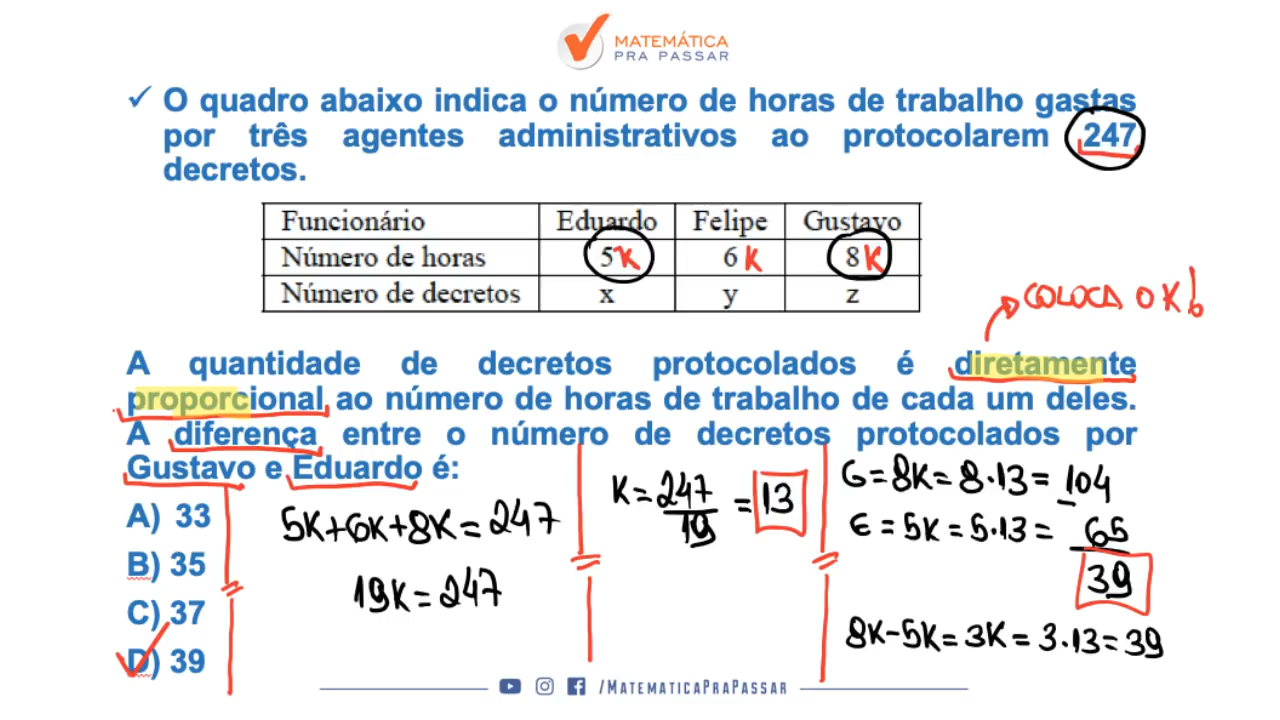 MATEMÁTICA
PRA PASSAR
✓ O quadro abaixo indica o número de horas de trabalho gastas
por três agentes administrativos ao protocolarem 247
decretos.
Funcionário Eduardo Felipe Gustavo
Número de horas 5K 6K 8K
Número de decretos x y z
COLOCA O K!
A quantidade de decretos protocolados é diretamente
proporcional ao número de horas de trabalho de cada um deles.
A diferença entre o número de decretos protocolados por
Gustavo e Eduardo é:
A) 33
B) 35
C) 37
D) 39
5K+6K+8K=247
19K=247
K=247/19=13
G=8K=8.13=104
E=5K=5.13=65
39
8K-5K=3K=3.13=39
/MatematicaPraPassar